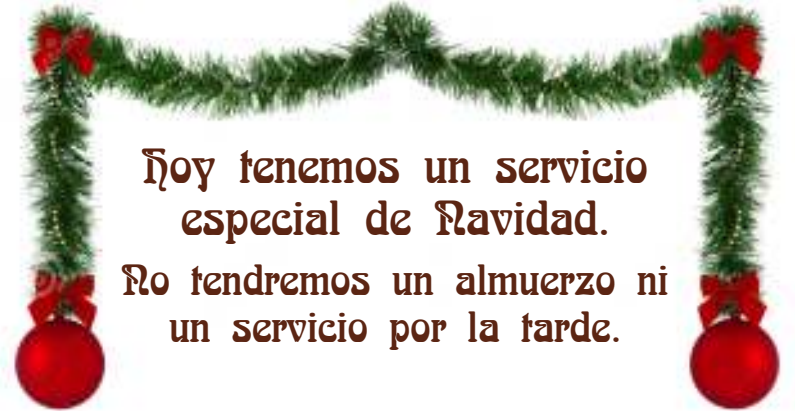 Hoy tenemos un servicio
especial de Navidad.
No tendremos un almuerzo ni
un servicio por la tarde.